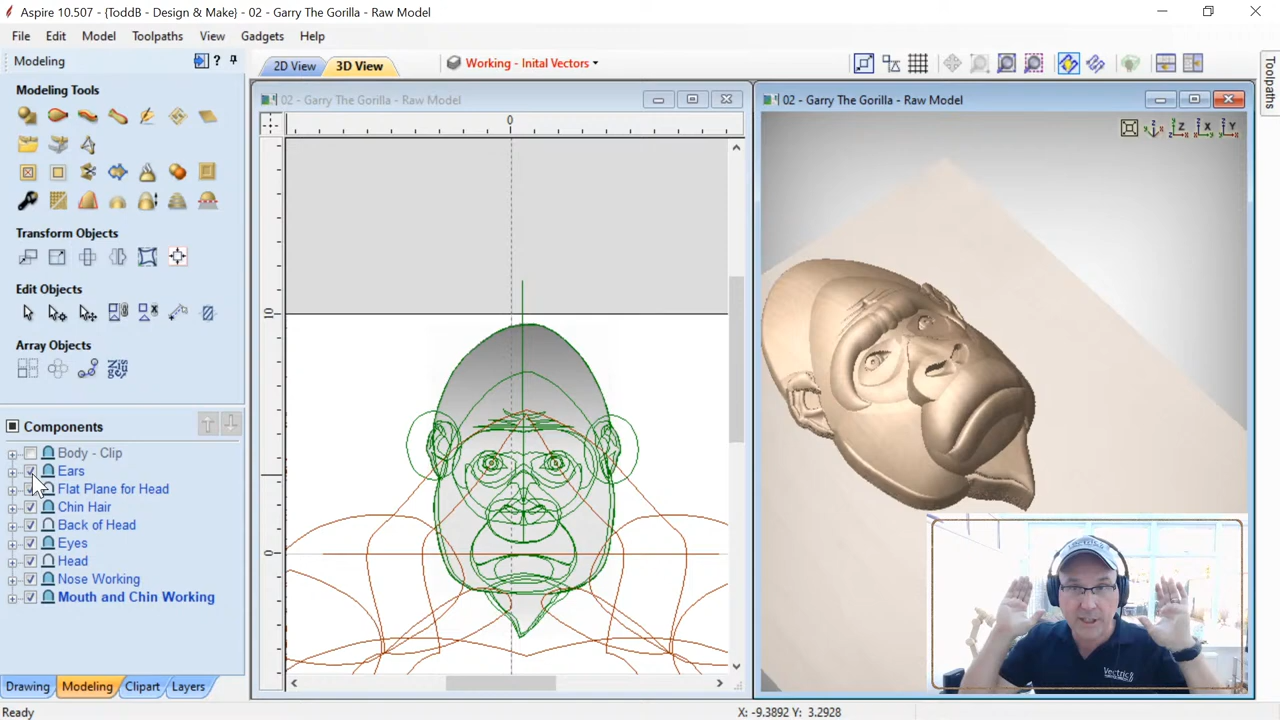 Aspire 10.507 - {ToddB - Design & Make} - 02 - Garry The Gorilla - Raw Model
File Edit Model Toolpaths View Gadgets Help
Modeling
2D View 3D View Working - Inital Vectors
Toolpaths
Modeling Tools
02 - Garry The Gorilla - Raw Model
02 - Garry The Gorilla - Raw Model
0
Z X Y
Transform Objects
Edit Objects
10
Array Objects
Components
Body - Clip
Ears
Flat Plane for Head
Chin Hair
Back of Head
Eyes
0
Head
Nose Working
Mouth and Chin Working
Vectric
Drawing Modeling Clipart Layers
Ready
X: -9.3892 Y: 3.2928